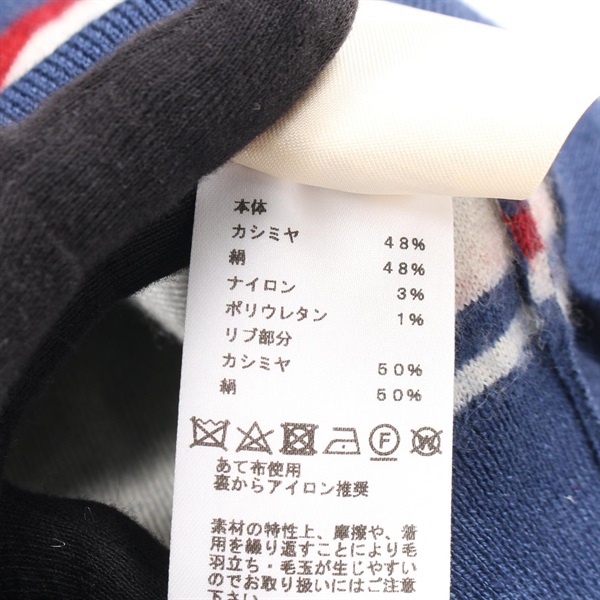 本体
カシミヤ 48%
絹 48%
ナイロン 3%
ポリウレタン 1%
リブ部分
カシミヤ 50%
絹 50%
F W
あて布使用
裏からアイロン推奨
素材の特性上、摩擦や、着
用を繰り返すことにより毛
羽立ち・毛玉が生じやすい
のでお取り扱いにはご注意
下さい